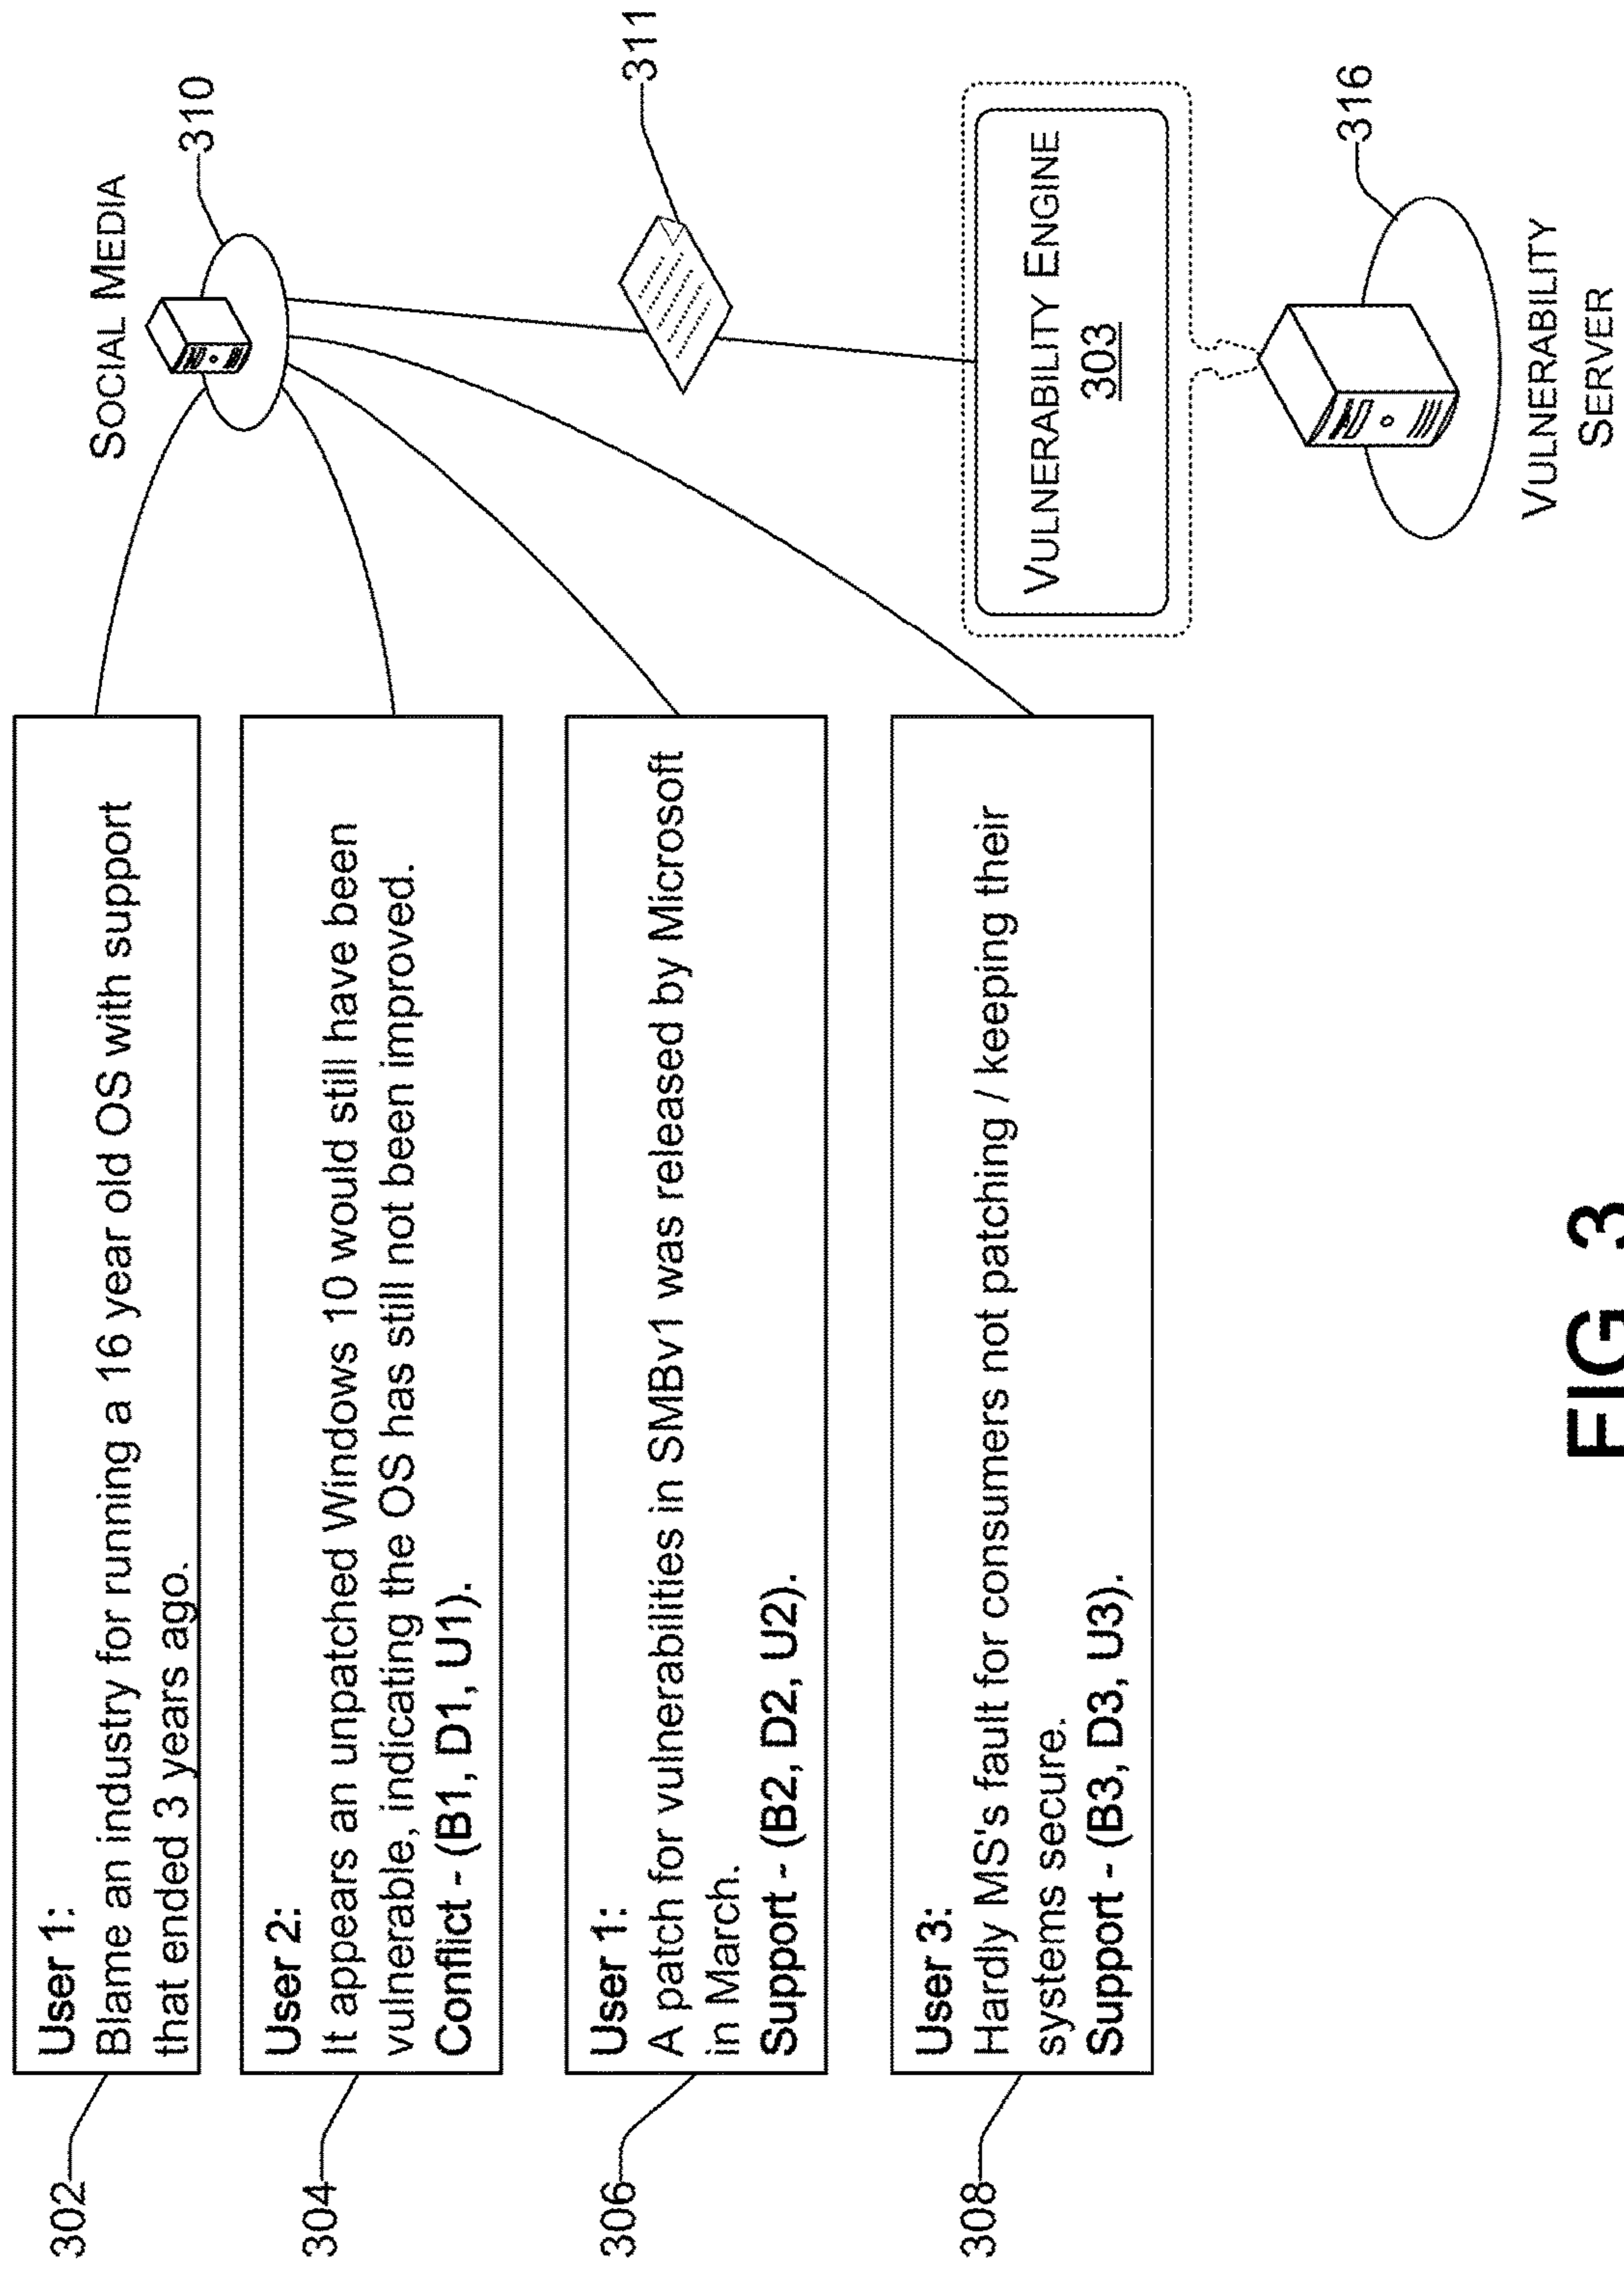 302
User 1:
Blame an industry for running a 16 year old OS with support
that ended 3 years ago.
304
User 2:
It appears an unpatched Windows 10 would still have been
vulnerable, indicating the OS has still not been improved.
Conflict - (B1, D1, U1).
306
User 1:
A patch for vulnerabilities in SMBv1 was released by Microsoft
in March.
Support - (B2, D2, U2).
308
User 3:
Hardly MS's fault for consumers not patching / keeping their
systems secure.
Support - (B3, D3, U3).
SOCIAL MEDIA
310
311
VULNERABILITY ENGINE
303
316
VULNERABILITY
SERVER
FIG 3